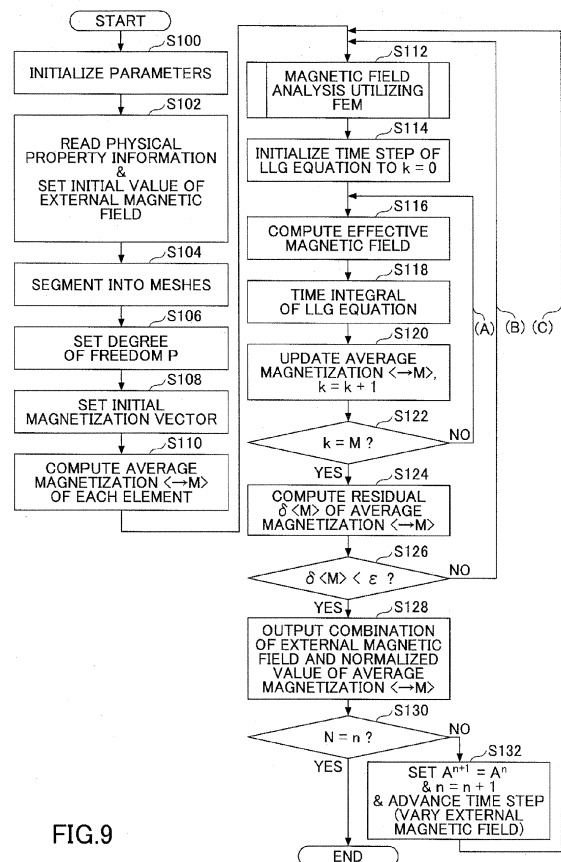 START
S100
INITIALIZE PARAMETERS
S102
READ PHYSICAL
PROPERTY INFORMATION
&
SET INITIAL VALUE OF
EXTERNAL MAGNETIC
FIELD
S104
SEGMENT INTO MESHES
S106
SET DEGREE
OF FREEDOM P
S108
SET INITIAL
MAGNETIZATION VECTOR
S110
COMPUTE AVERAGE
MAGNETIZATION <→M>
OF EACH ELEMENT
S112
MAGNETIC FIELD
ANALYSIS UTILIZING
FEM
S114
INITIALIZE TIME STEP OF
LLG EQUATION TO k = 0
S116
COMPUTE EFFECTIVE
MAGNETIC FIELD
S118
TIME INTEGRAL
OF LLG EQUATION
S120
UPDATE AVERAGE
MAGNETIZATION <→M>,
k = k + 1
(A) (B) (C)
S122
k = M ?
NO
YES
S124
COMPUTE RESIDUAL
δ <M> OF AVERAGE
MAGNETIZATION <→M>
S126
δ <M> < ε ?
NO
YES
S128
OUTPUT COMBINATION
OF EXTERNAL MAGNETIC
FIELD AND NORMALIZED
VALUE OF AVERAGE
MAGNETIZATION <→M>
S130
N = n ?
NO
YES
S132
SET Aⁿ⁺¹ = Aⁿ
& n = n + 1
& ADVANCE TIME STEP
(VARY EXTERNAL
MAGNETIC FIELD)
END
FIG.9